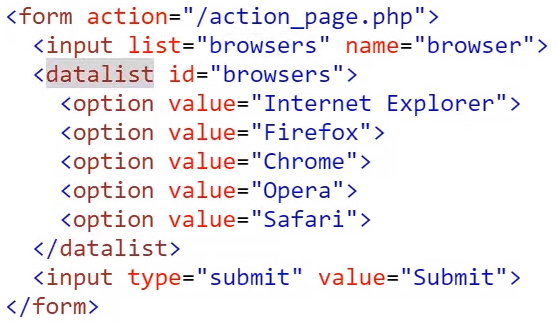 <form action="/action_page.php">
<input list="browsers" name="browser">
<datalist id="browsers">
<option value="Internet Explorer">
<option value="Firefox">
<option value="Chrome">
<option value="Opera">
<option value="Safari">
</datalist>
<input type="submit" value="Submit">
</form>